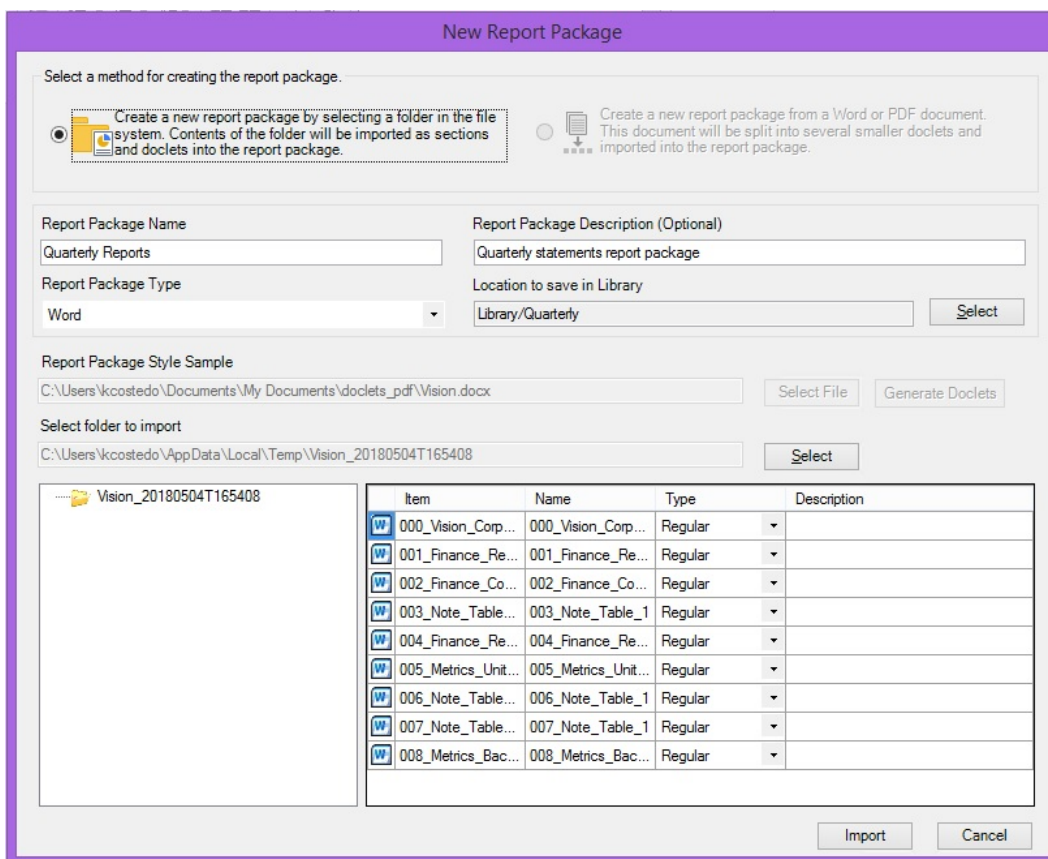 New Report Package
Select a method for creating the report package.
Create a new report package by selecting a folder in the file
system. Contents of the folder will be imported as sections
and doclets into the report package.
Create a new report package from a Word or PDF document.
This document will be split into several smaller doclets and
imported into the report package.
Report Package Name
Report Package Description (Optional)
Quarterly Reports
Quarterly statements report package
Report Package Type
Location to save in Library
Word
Library/Quarterly
Select
Report Package Style Sample
C:\Users\kcostedo\Documents\My Documents\doclets_pdf\Vision.docx
Select File
Generate Doclets
Select folder to import
C:\Users\kcostedo\AppData\Local\Temp\Vision_20180504T165408
Select
Vision_20180504T165408
Item Name Type Description
000_Vision_Corp... 000_Vision_Corp... Regular
001_Finance_Re... 001_Finance_Re... Regular
002_Finance_Co... 002_Finance_Co... Regular
003_Note_Table... 003_Note_Table_1 Regular
004_Finance_Re... 004_Finance_Re... Regular
005_Metrics_Unit... 005_Metrics_Unit... Regular
006_Note_Table... 006_Note_Table_1 Regular
007_Note_Table... 007_Note_Table_1 Regular
008_Metrics_Bac... 008_Metrics_Bac... Regular
Import
Cancel